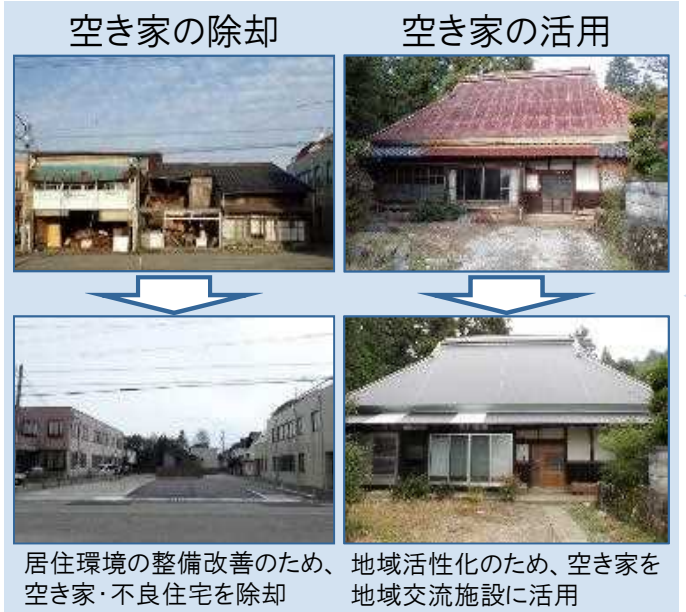 空き家の除却
空き家の活用
居住環境の整備改善のため、
空き家・不良住宅を除却
地域活性化のため、空き家を
地域交流施設に活用